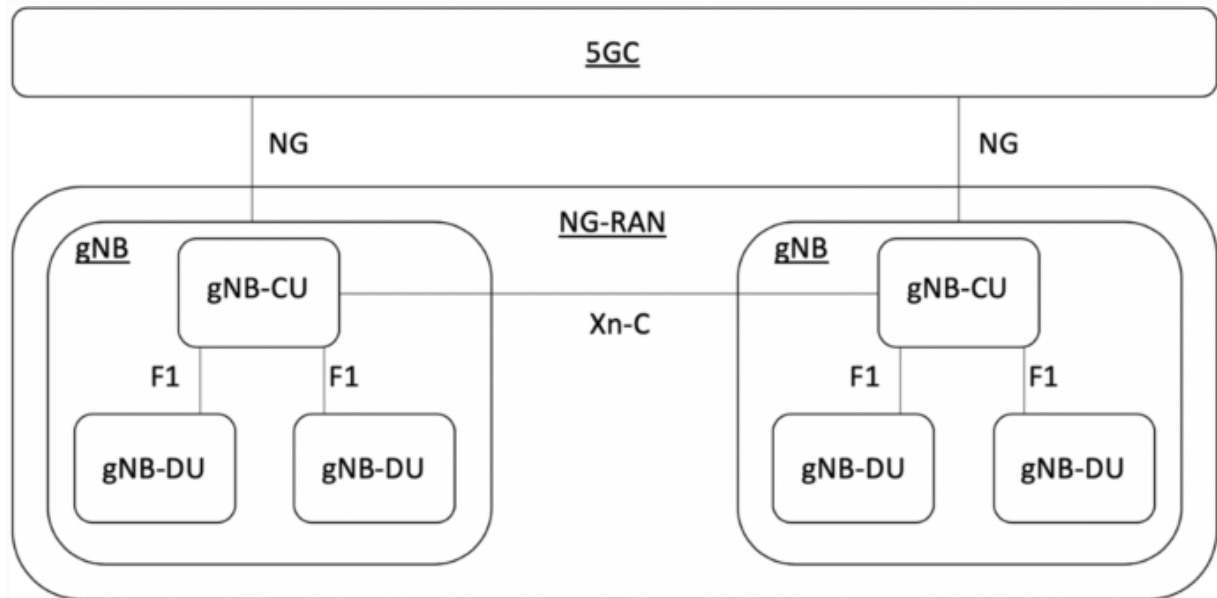 5GC
NG
NG
NG-RAN
gNB
gNB
gNB-CU
gNB-CU
Xn-C
F1
F1
F1
F1
gNB-DU
gNB-DU
gNB-DU
gNB-DU